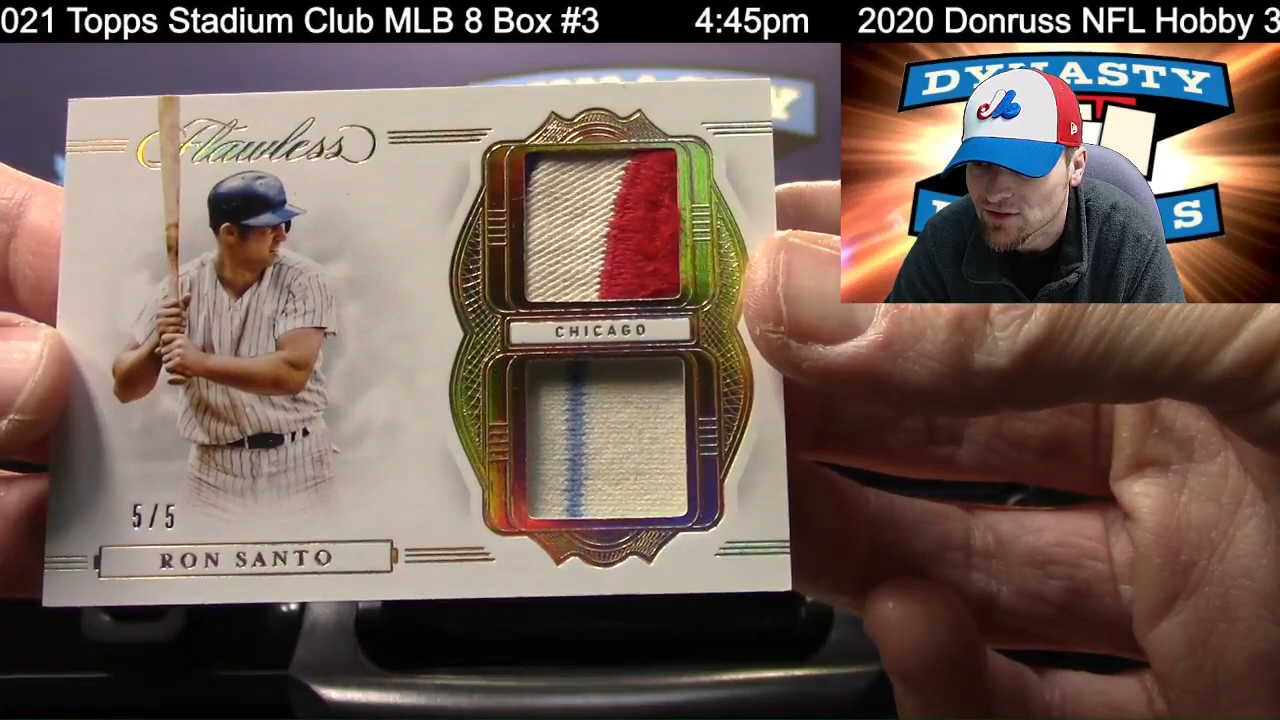 021 Topps Stadium Club MLB 8 Box #3 4:45pm 2020 Donruss NFL Hobby 3
DYNASTY
Flawless
CHICAGO
5/5
RON SANTO